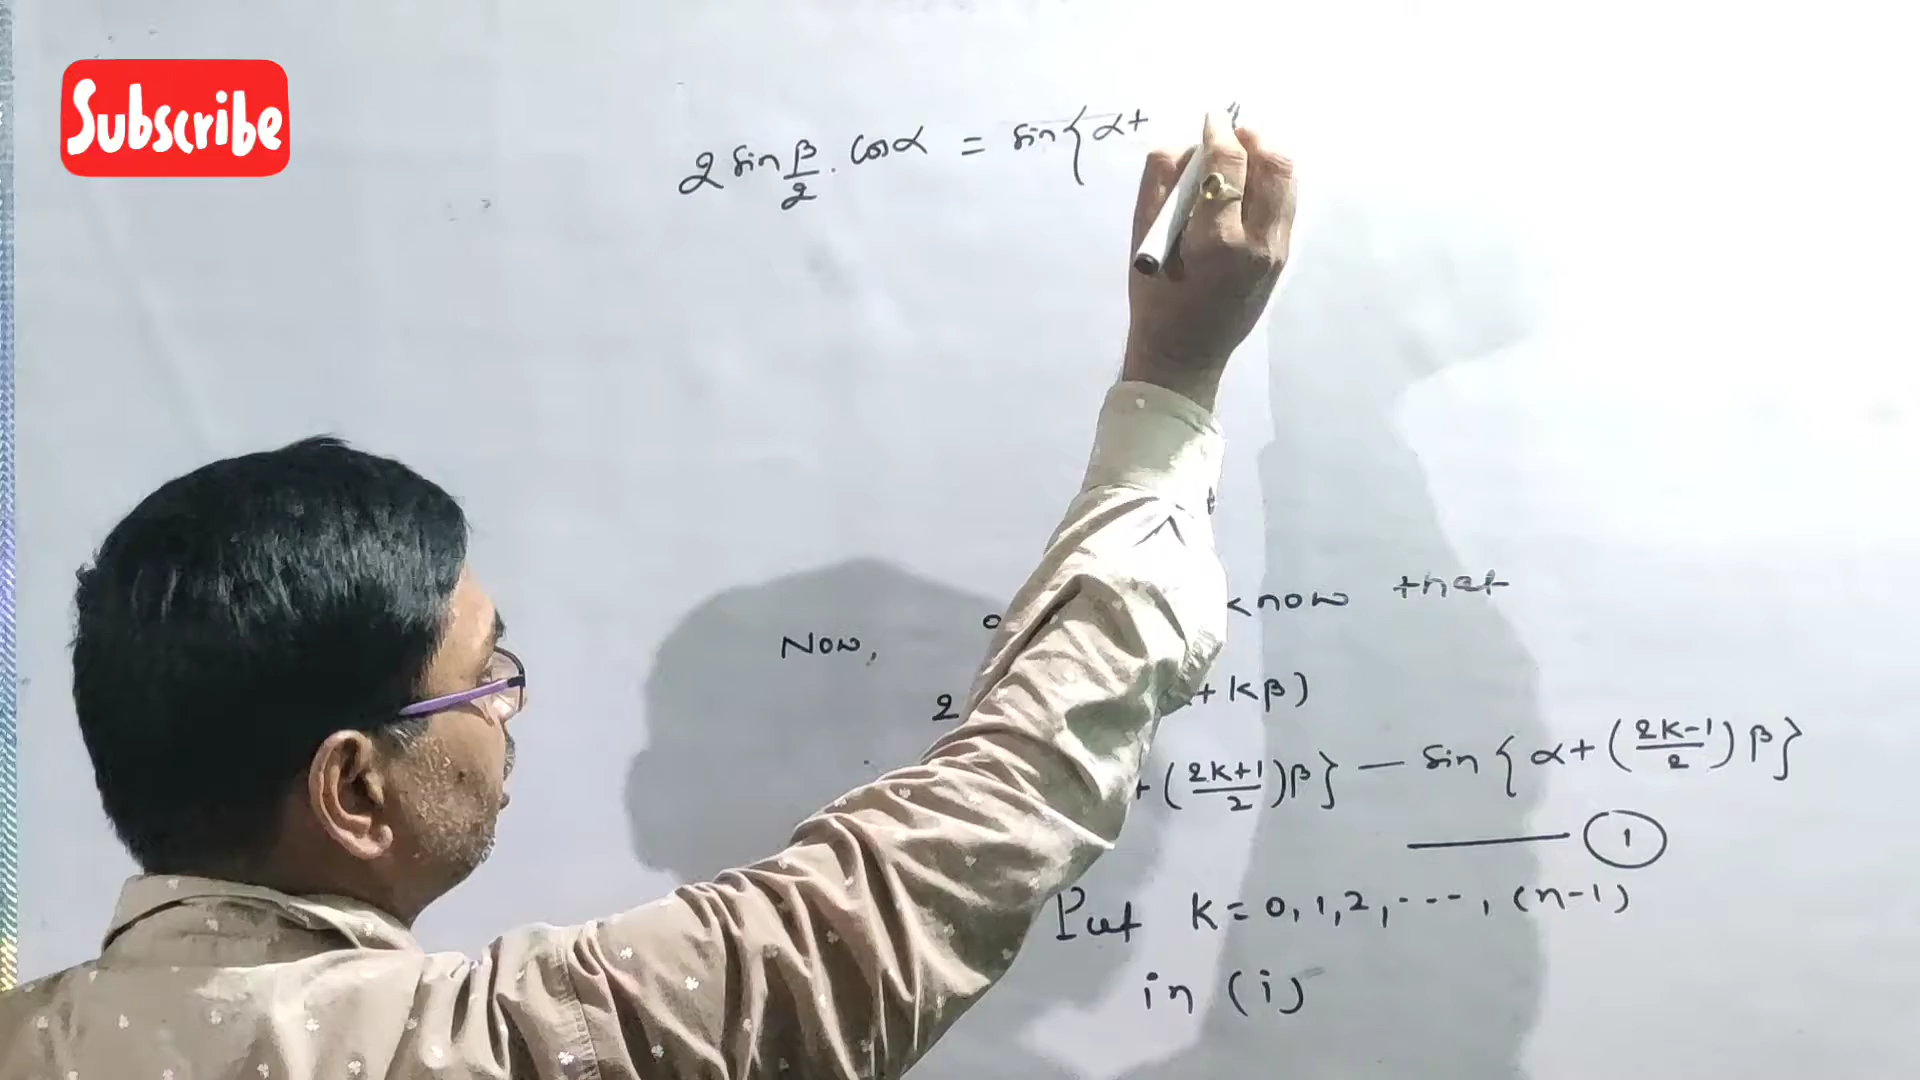 Subscribe
2 sin β/2 . cos α = sin{α+
Now, know that
2 + kβ)
+ ((2k+1)/2)β} — sin{α+((2k-1)/2)β}
1
Put k=0,1,2,---,(n-1)
in (i)